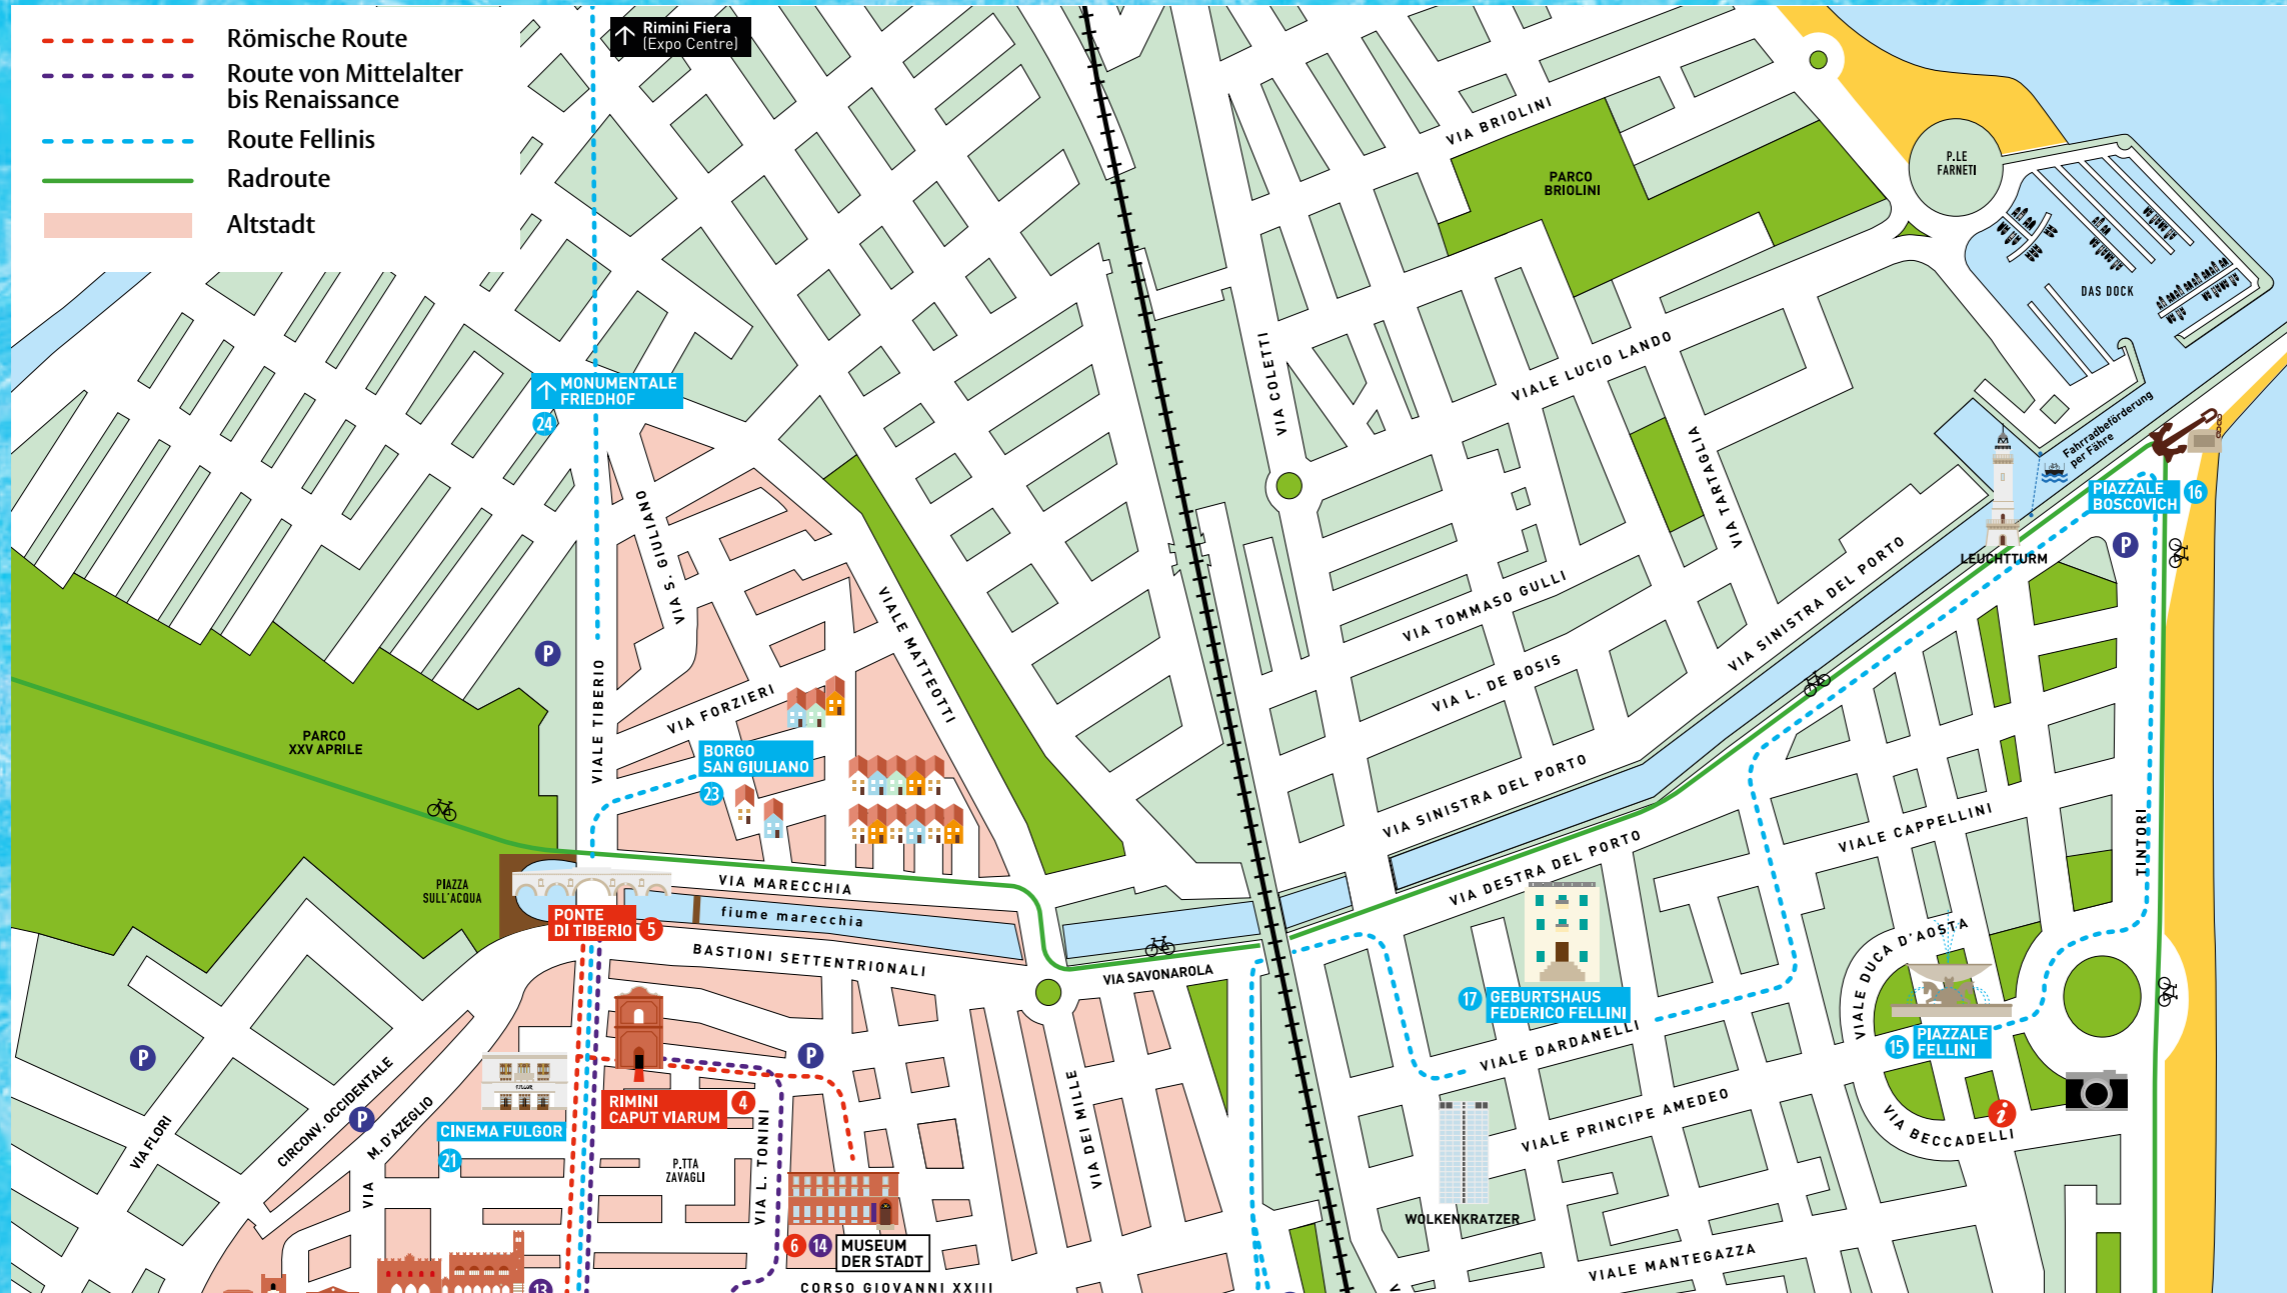 Römische Route
Route von Mittelalter
bis Renaissance
Route Fellinis
Radroute
Altstadt
Rimini Fiera
(Expo Centre)
VIA BRIOLINI
PARCO
BRIOLINI
P.LE
FARNETI
DAS DOCK
VIA COLETTI
VIALE LUCIO LANDO
MONUMENTALE
FRIEDHOF
24
VIA TARTAGLIA
Fahrradbeförderung
per Fähre
PIAZZALE
BOSCOVICH
16
P
LEUCHTTURM
VIA S. GIULIANO
VIALE MATTEOTTI
VIA TOMMASO GULLI
VIA SINISTRA DEL PORTO
P
VIALE TIBERIO
VIA FORZIERI
VIA L. DE BOSIS
PARCO
XXV APRILE
BORGO
SAN GIULIANO
23
VIA SINISTRA DEL PORTO
VIALE CAPPELLINI
TINTORI
VIA DESTRA DEL PORTO
PIAZZA
SULL'ACQUA
VIA MARECCHIA
fiume marecchia
PONTE
DI TIBERIO
5
BASTIONI SETTENTRIONALI
VIA SAVONAROLA
VIALE DUCA D'AOSTA
17
GEBURTSHAUS
FEDERICO FELLINI
VIALE DARDANELLI
15
PIAZZALE
FELLINI
P
P
P
FULGOR
RIMINI
CAPUT VIARUM
4
VIA FLORI
CIRCONV. OCCIDENTALE
VIA
M. D'AZEGLIO
CINEMA FULGOR
21
P.TTA
ZAVAGLI
VIA L. TONINI
VIA DEI MILLE
VIALE PRINCIPE AMEDEO
i
VIA BECCADELLI
WOLKENKRATZER
6
14
MUSEUM
DER STADT
VIALE MANTEGAZZA
CORSO GIOVANNI XXIII
13
V